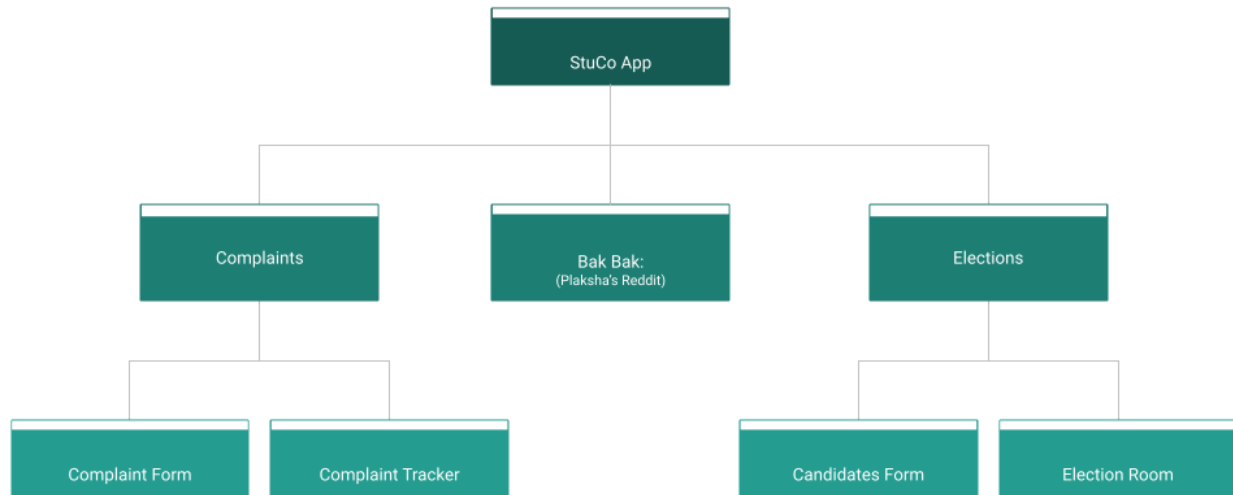 StuCo App
Complaints
Bak Bak:
(Plaksha's Reddit)
Elections
Complaint Form
Complaint Tracker
Candidates Form
Election Room